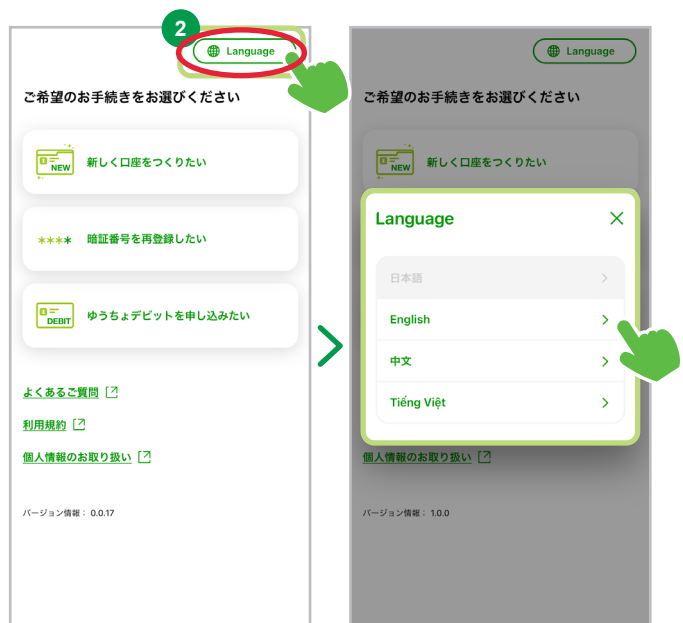 2
Language
ご希望のお手続きをお選びください
NEW
新しく口座をつくりたい
****
暗証番号を再登録したい
DEBIT
ゆうちょデビットを申し込みたい
よくあるご質問
利用規約
個人情報のお取り扱い
バージョン情報： 0.0.17
Language
ご希望のお手続きをお選びください
NEW
新しく口座をつくりたい
Language
日本語
English
中文
Tiếng Việt
個人情報のお取り扱い
バージョン情報： 1.0.0